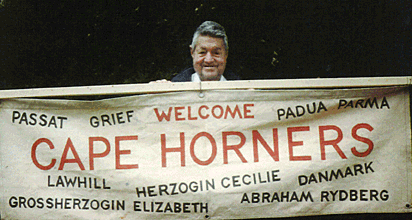 PASSAT GRIEF WELCOME PADUA PARMA
CAPE HORNERS
LAWHILL HERZOGIN CECILIE DANMARK
GROSSHERZOGIN ELIZABETH ABRAHAM RYDBERG